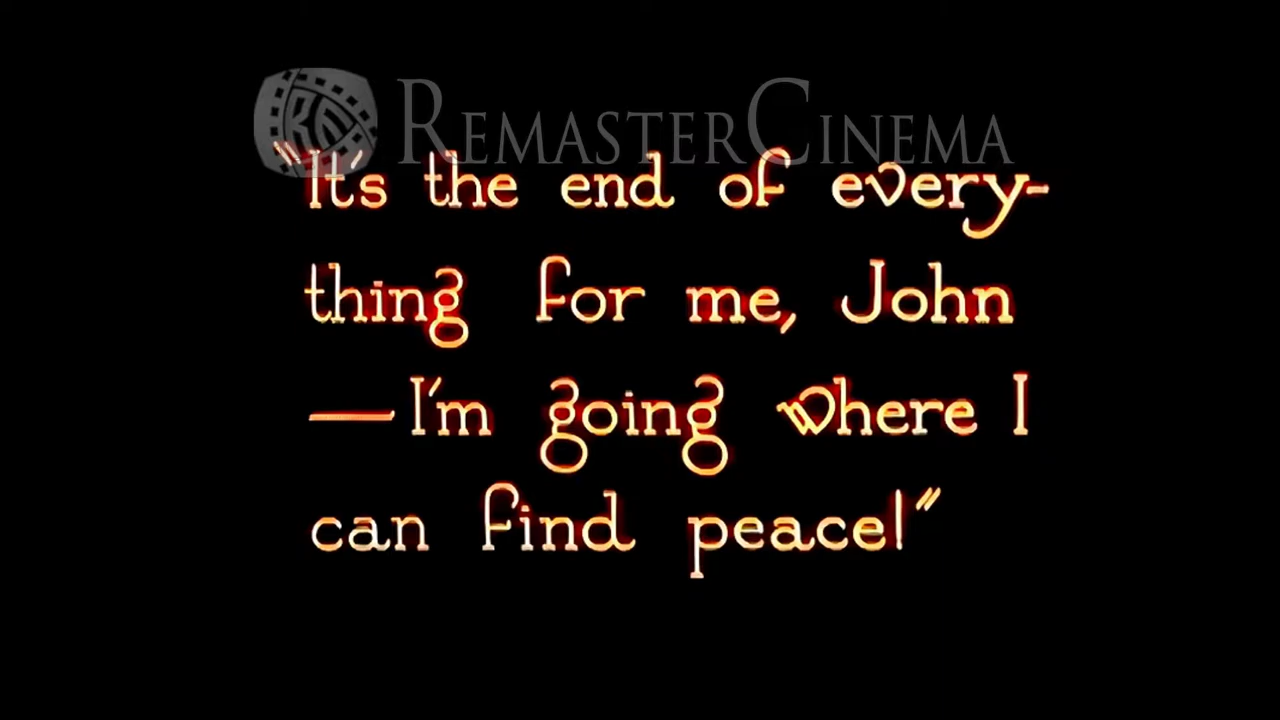 REMASTERCINEMA
"It's the end of every-
thing for me, John
—I'm going where I
can find peace!"